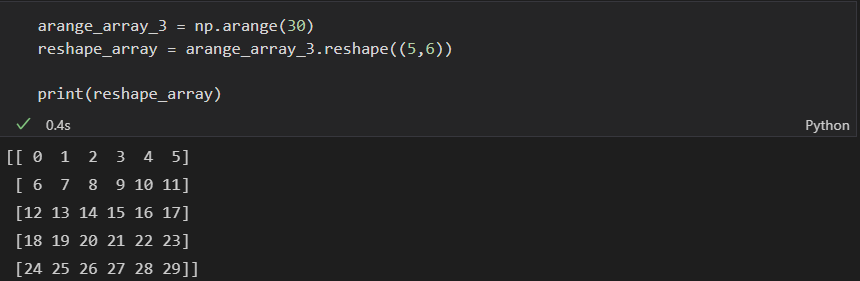 arange_array_3 = np.arange(30)
reshape_array = arange_array_3.reshape((5,6))
print(reshape_array)
0.4s
Python
[[ 0  1  2  3  4  5]
 [ 6  7  8  9 10 11]
 [12 13 14 15 16 17]
 [18 19 20 21 22 23]
 [24 25 26 27 28 29]]